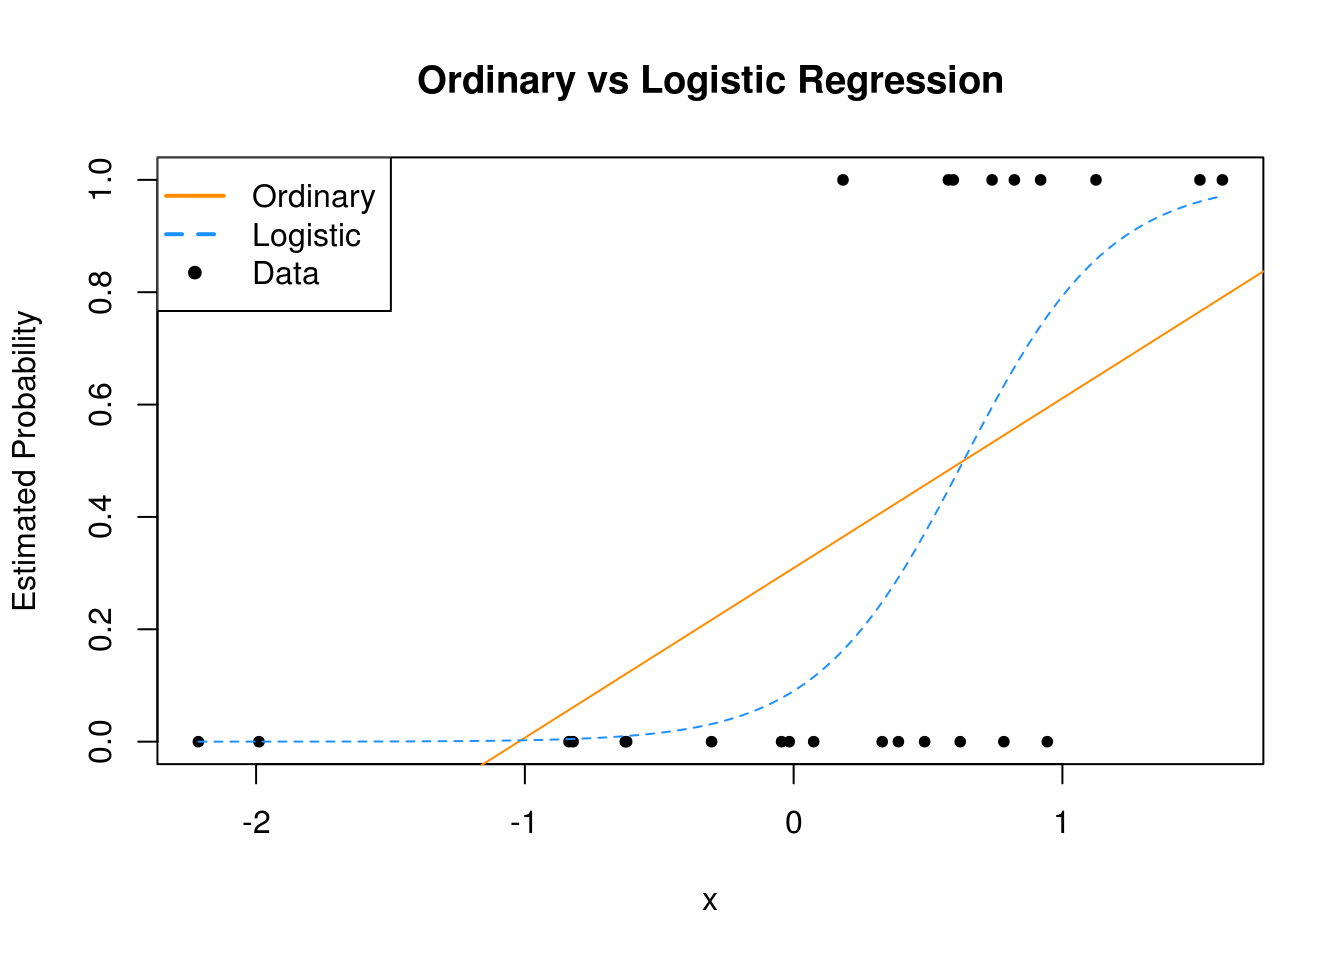 Ordinary vs Logistic Regression
Ordinary
Logistic
Data
Estimated Probability
1.0
0.8
0.6
0.4
0.2
0.0
-2
-1
0
1
x